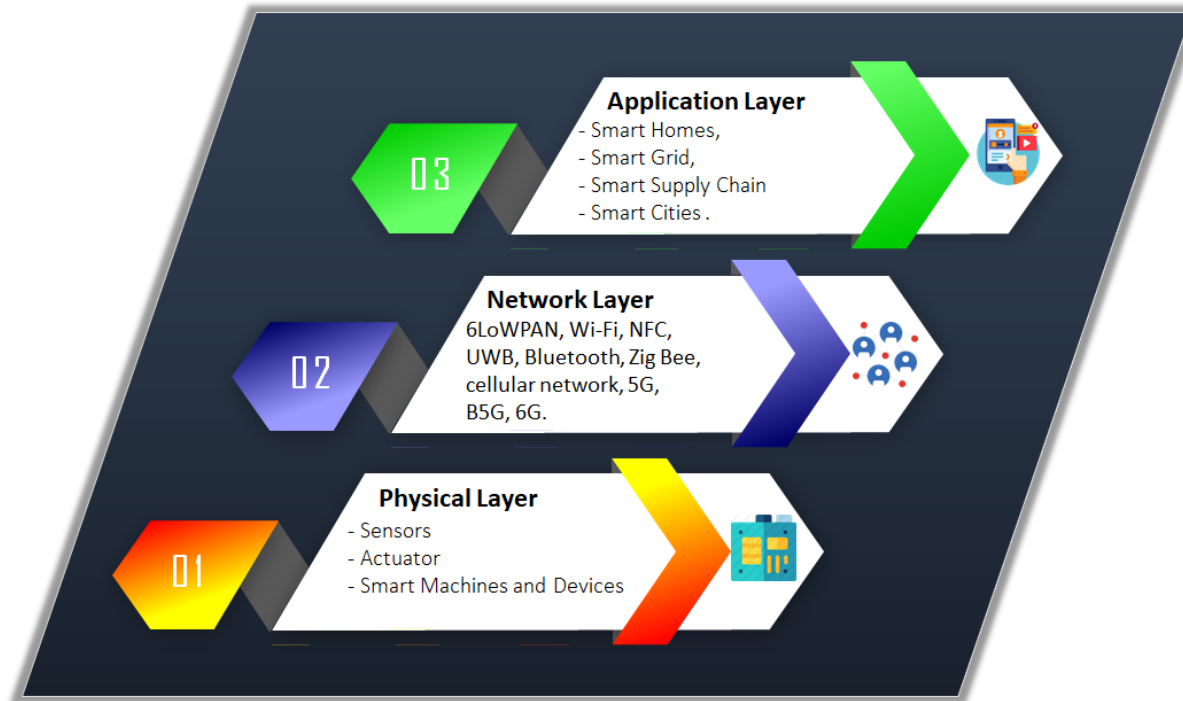 03
Application Layer
- Smart Homes,
- Smart Grid,
- Smart Supply Chain
- Smart Cities .
02
Network Layer
6LoWPAN, Wi-Fi, NFC,
UWB, Bluetooth, Zig Bee,
cellular network, 5G,
B5G, 6G.
01
Physical Layer
- Sensors
- Actuator
- Smart Machines and Devices